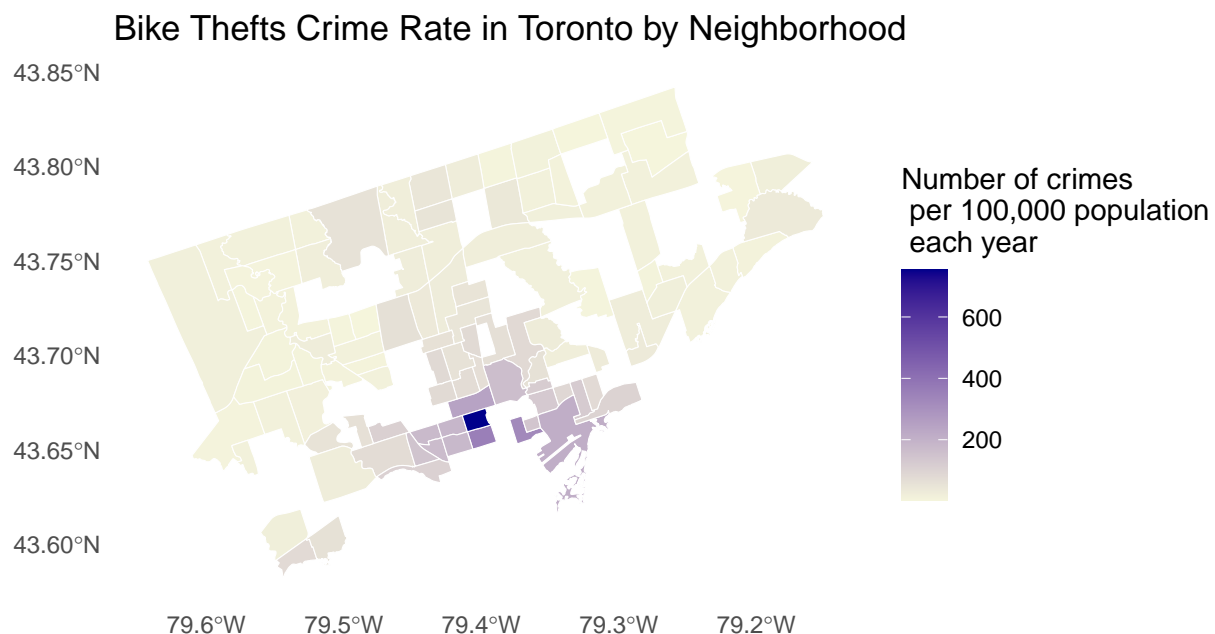 Bike Thefts Crime Rate in Toronto by Neighborhood
43.85°N
43.80°N
43.75°N
43.70°N
43.65°N
43.60°N
79.6°W 79.5°W 79.4°W 79.3°W 79.2°W
Number of crimes
per 100,000 population
each year
600
400
200